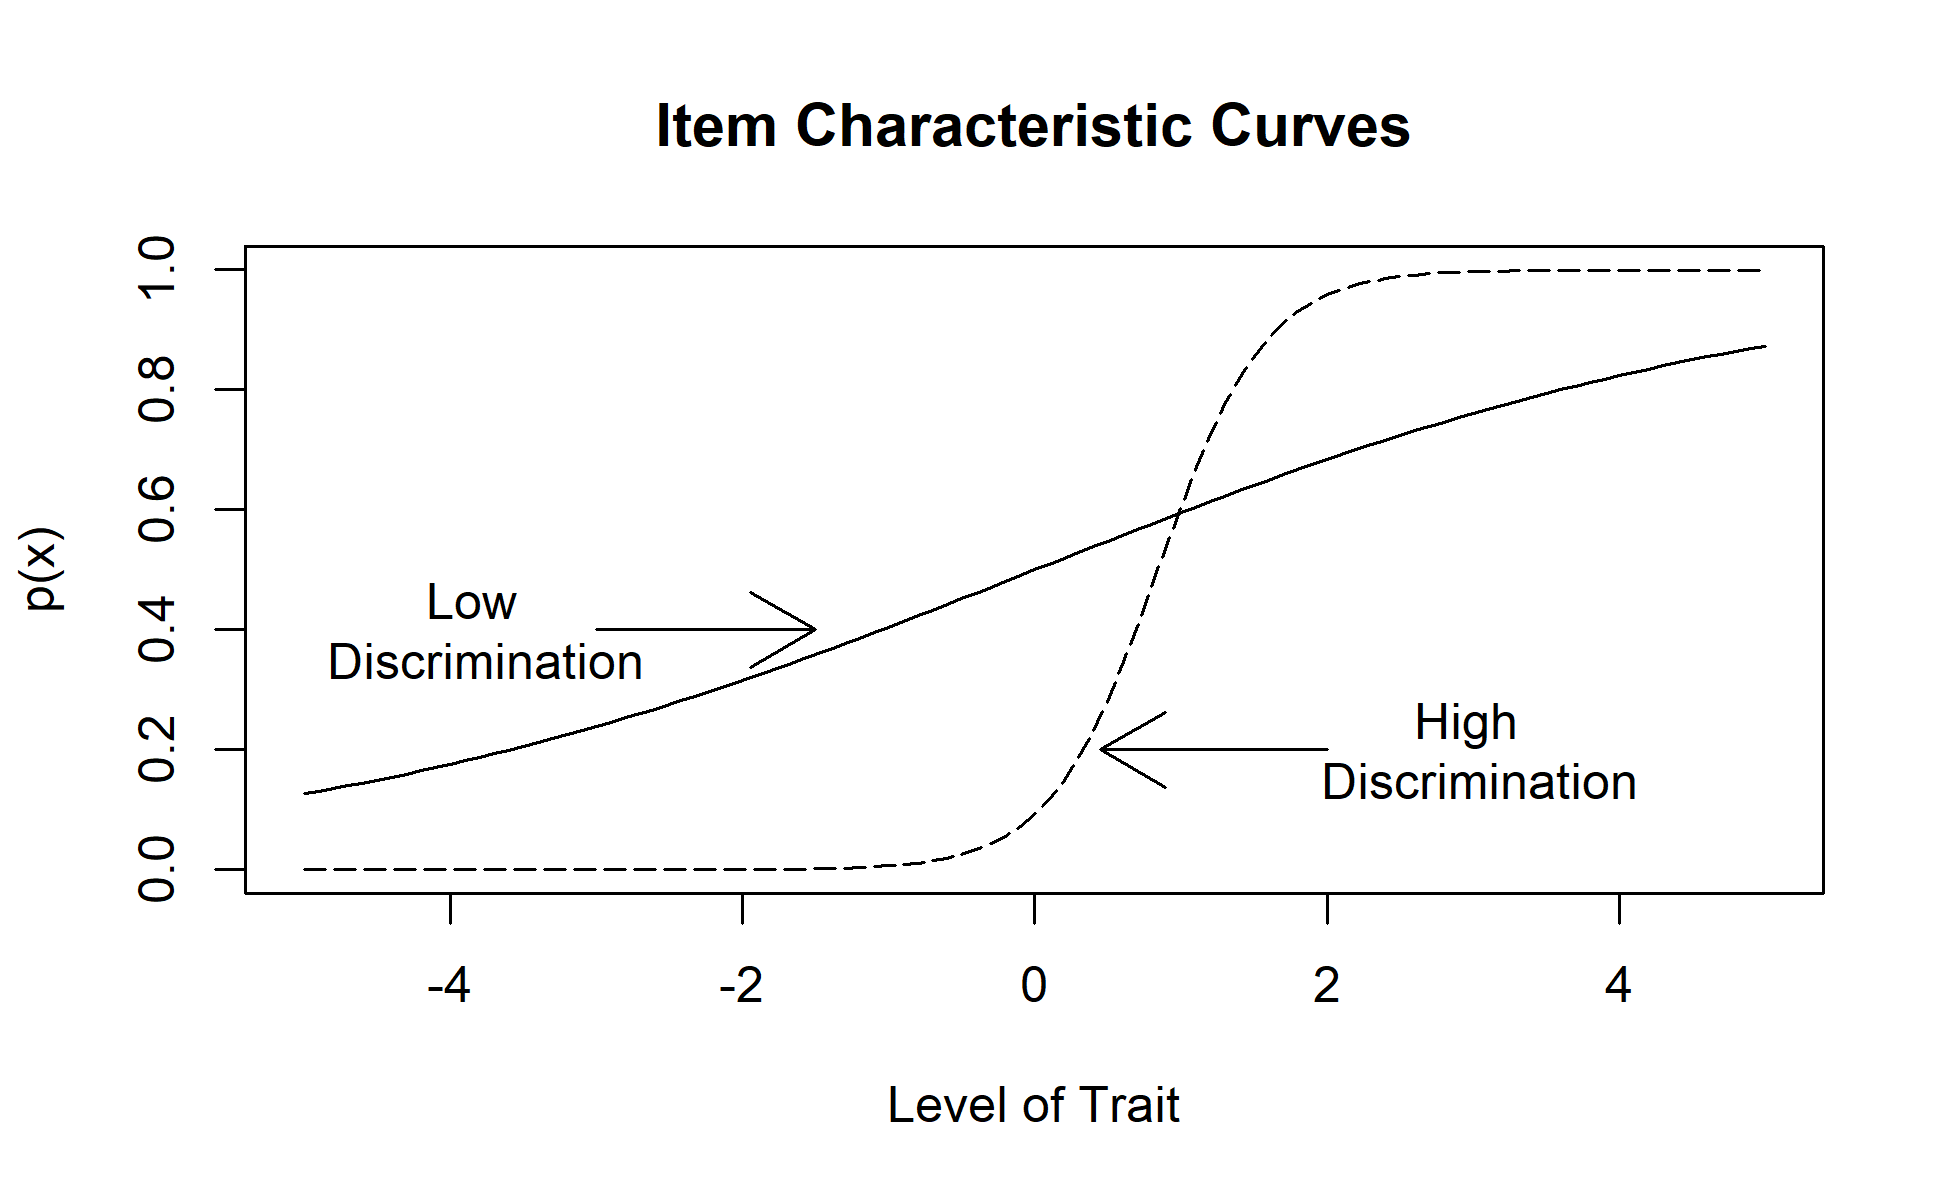 Item Characteristic Curves
p(x)
1.0
0.8
0.6
0.4
0.2
0.0
Low
Discrimination
High
Discrimination
-4 -2 0 2 4
Level of Trait